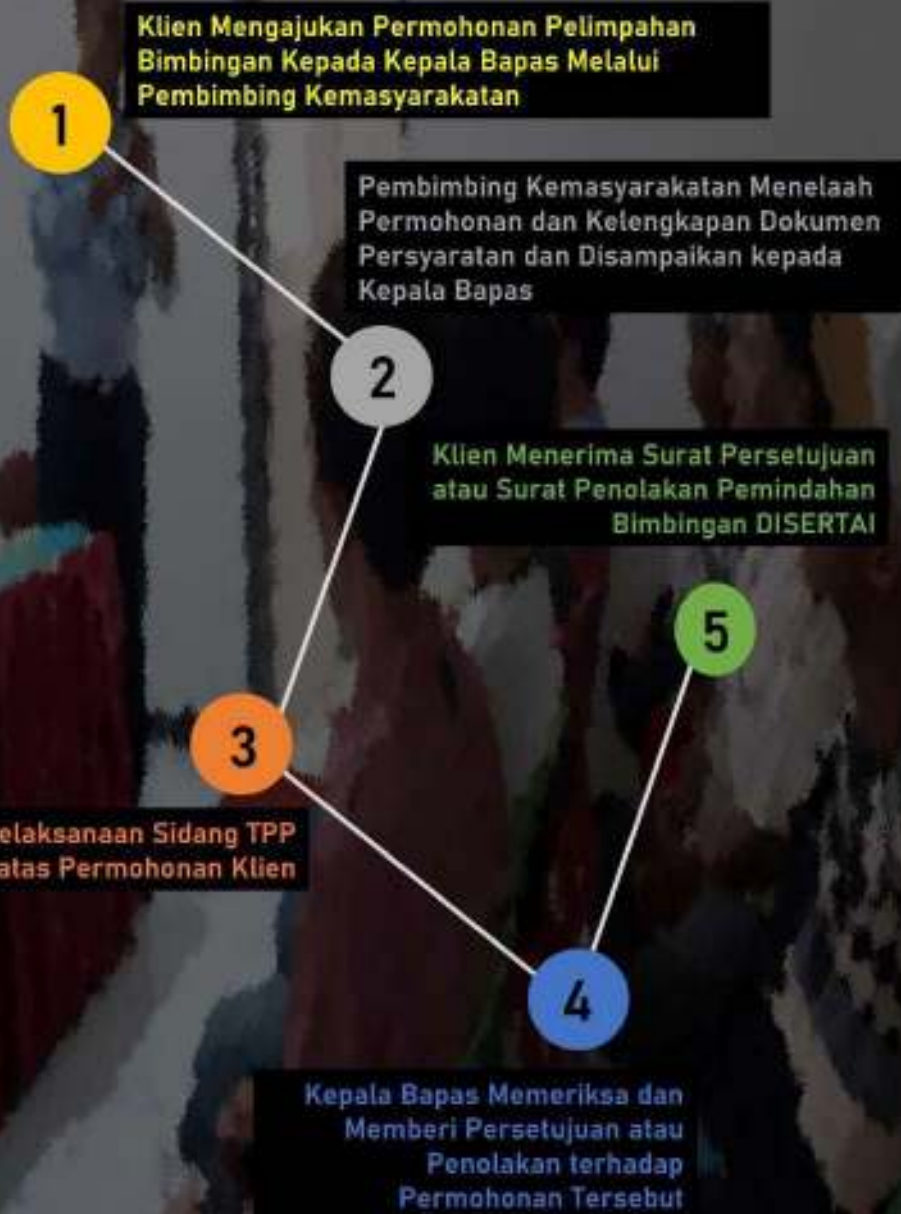 Klien Mengajukan Permohonan Pelimpahan
Bimbingan Kepada Kepala Bapas Melalui
Pembimbing Kemasyarakatan
1
Pembimbing Kemasyarakatan Menelaah
Permohonan dan Kelengkapan Dokumen
Persyaratan dan Disampaikan kepada
Kepala Bapas
2
3
elaksanaan Sidang TPP
atas Permohonan Klien
4
Kepala Bapas Memeriksa dan
Memberi Persetujuan atau
Penolakan terhadap
Permohonan Tersebut
Klien Menerima Surat Persetujuan
atau Surat Penolakan Pemindahan
Bimbingan DISERTAI
5